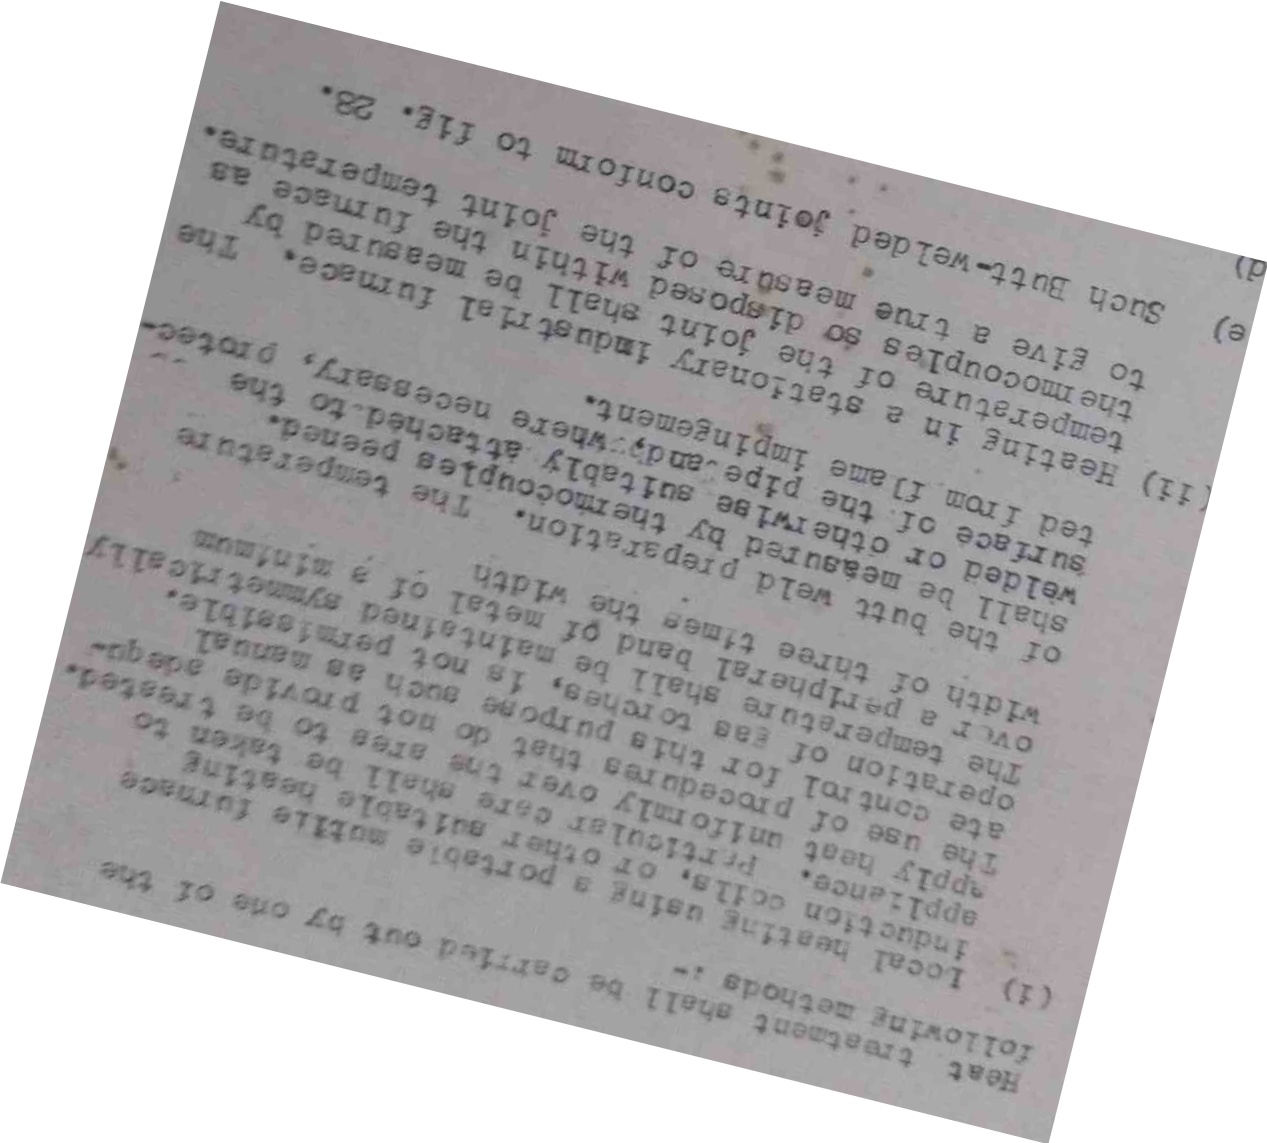 Heat treatment shall be carried out by one of the
following methods :-
(i) Local heating using a portable muffle furnace
induction coils, or other suitable heating
appliance. Particular care shall be taken to
apply heat uniformly over the area to be treated.
The use of procedures that do not provide adequ-
ate control for this purpose such as manual
operation of gas torches, is not permissible.
The temperature shall be maintained symmetrically
over a peripheral band of metal of a minimum
width of three times the width
of the butt weld preparation. The temperature
shall be measured by thermocouples peened,
welded or otherwise suitably attached to the
surface of the pipe and, where necessary, protec-
ted from flame impingement.
(ii) Heating in a stationary industrial furnace. The
temperature of the joint shall be measured by
thermocouples so disposed within the furnace as
to give a true measure of the joint temperature.
e) Such Butt-welded joints conform to fig. 28.
d)